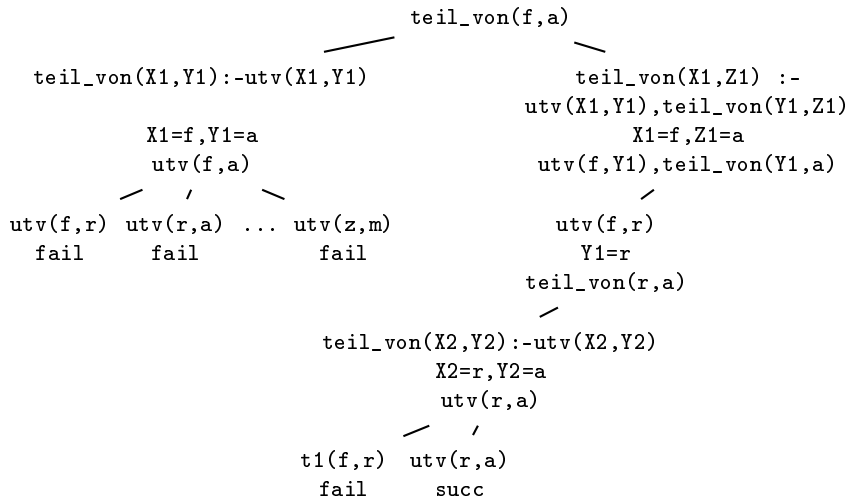 teil_von(f,a)
teil_von(X1,Y1):-utv(X1,Y1)
X1=f,Y1=a
utv(f,a)
utv(f,r) utv(r,a) ... utv(z,m)
fail fail fail
teil_von(X1,Z1) :-
utv(X1,Y1),teil_von(Y1,Z1)
X1=f,Z1=a
utv(f,Y1),teil_von(Y1,a)
utv(f,r)
Y1=r
teil_von(r,a)
teil_von(X2,Y2):-utv(X2,Y2)
X2=r,Y2=a
utv(r,a)
t1(f,r) utv(r,a)
fail succ